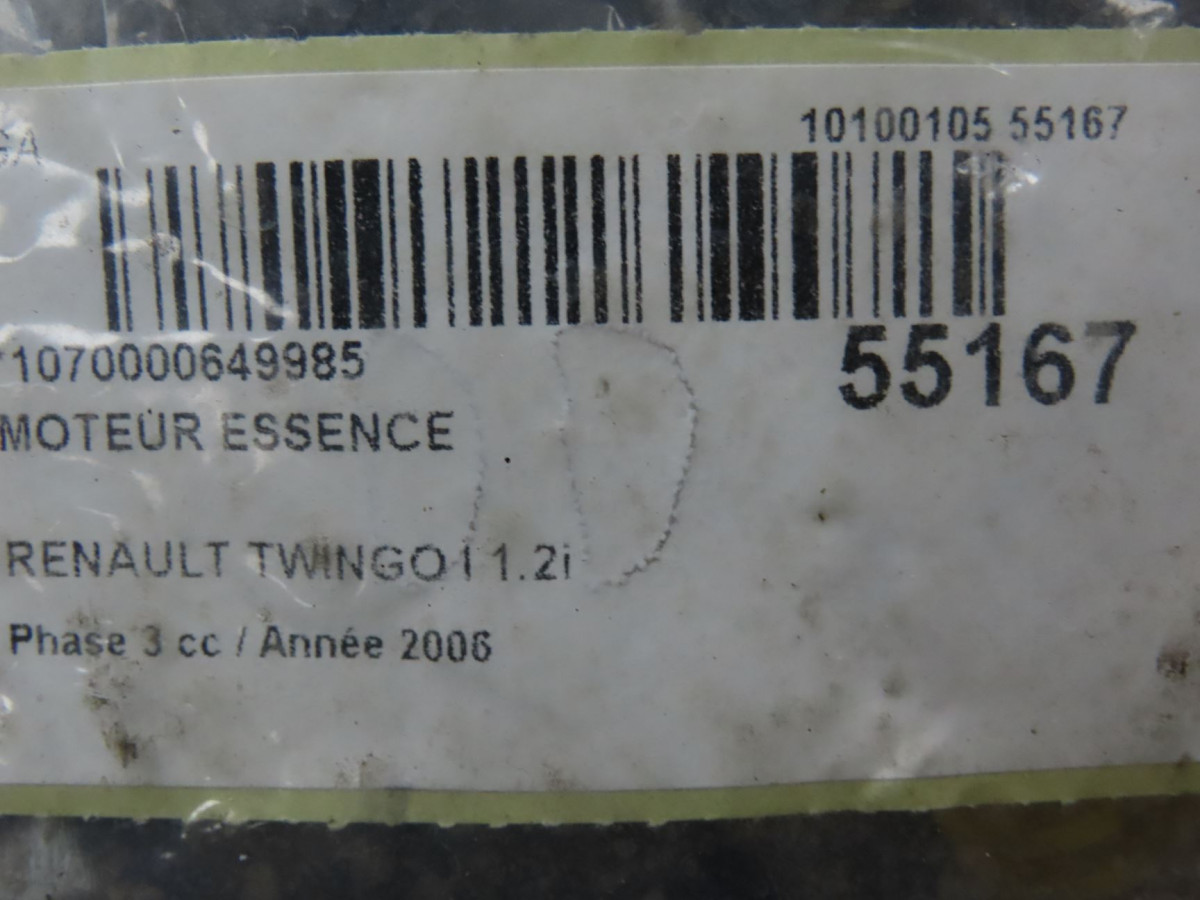 10100105 55167
1070000649985
55167
MOTEUR ESSENCE
RENAULT TWINGO I 1.2i
Phase 3 cc / Année 2006